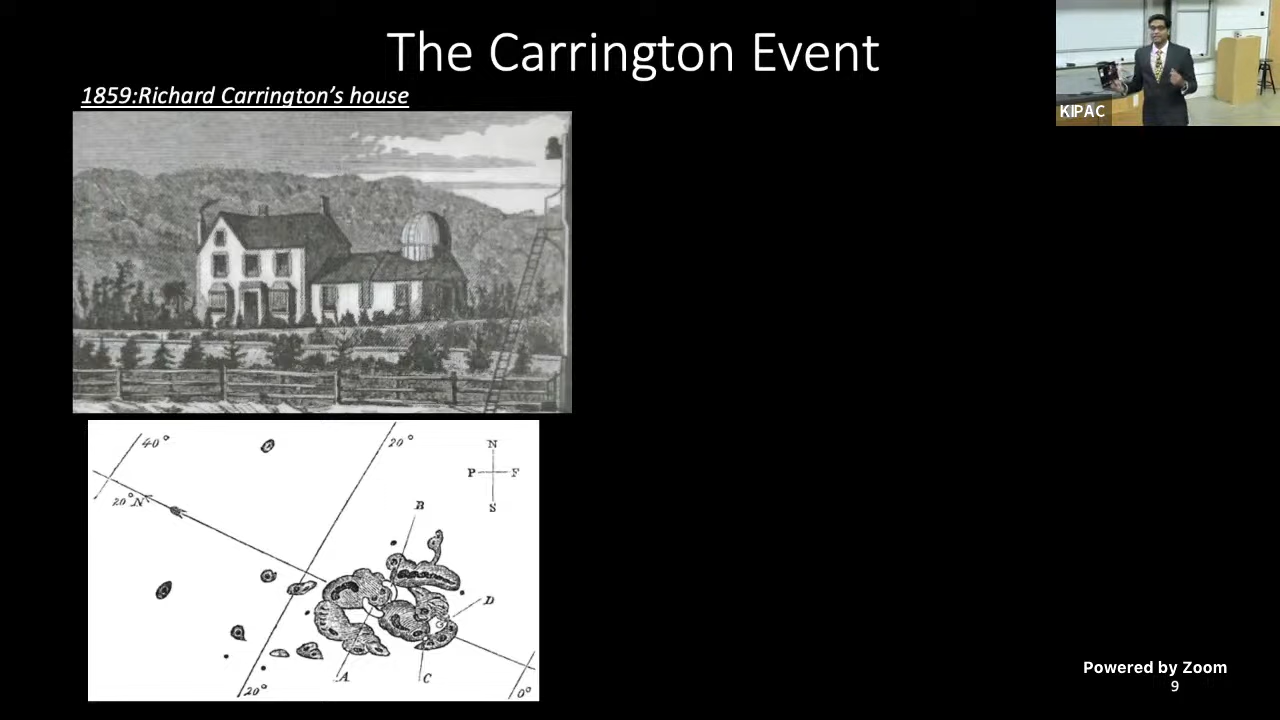 The Carrington Event
1859:Richard Carrington's house
KIPAC
40°
20°
N
P F
S
20°N
B
D
A
C
20°
0°
Powered by Zoom
9